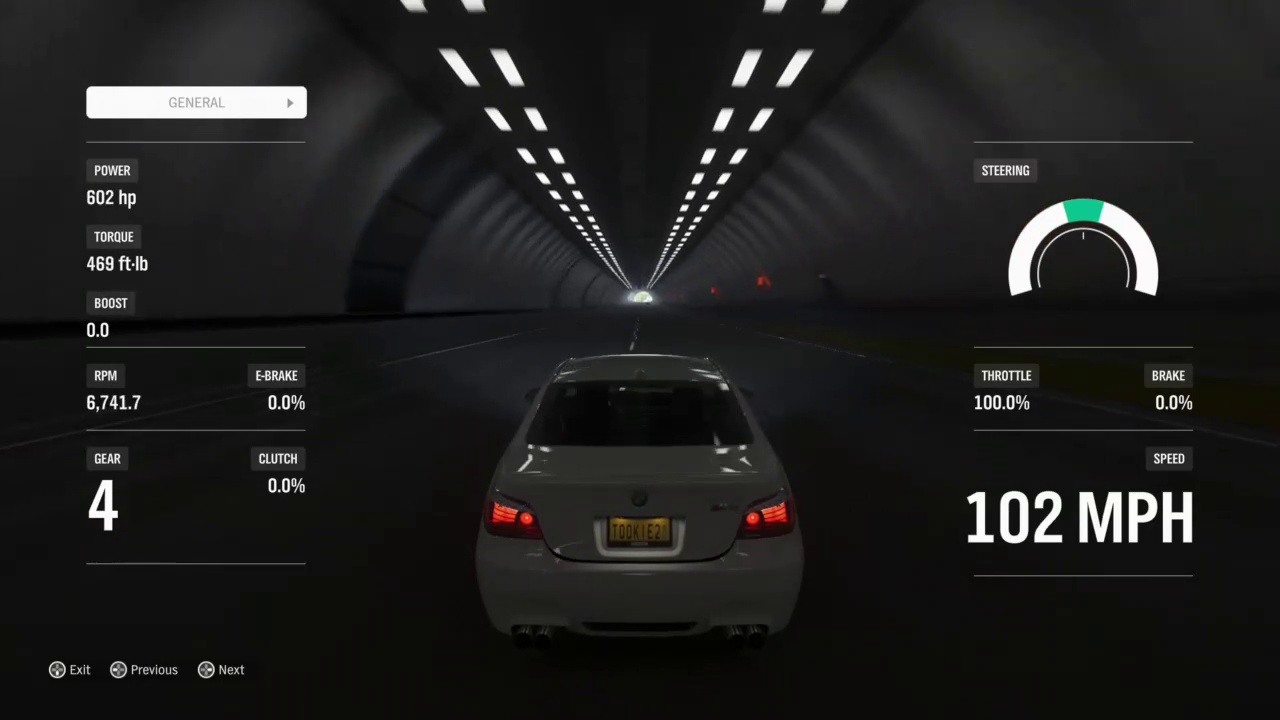 GENERAL
POWER
602 hp
TORQUE
469 ft·lb
BOOST
0.0
RPM
E-BRAKE
6,741.7
0.0%
GEAR
CLUTCH
4
0.0%
STEERING
THROTTLE
BRAKE
100.0%
0.0%
SPEED
102 MPH
TOOKIE2
Exit
Previous
Next